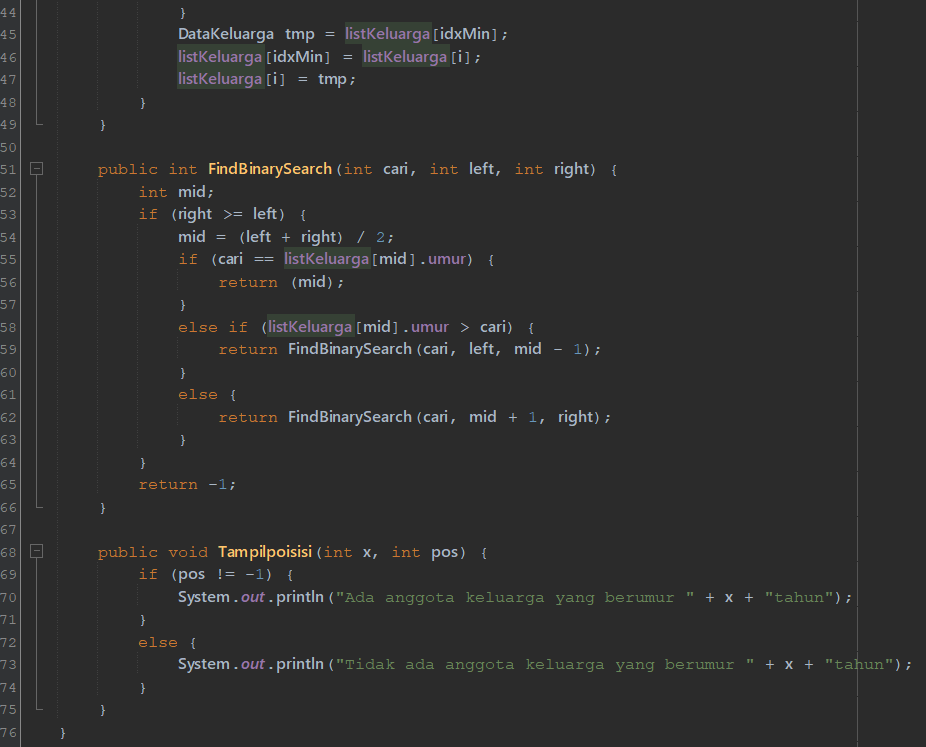 44             }
45             DataKeluarga tmp = listKeluarga[idxMin];
46             listKeluarga[idxMin] = listKeluarga[i];
47             listKeluarga[i] = tmp;
48         }
49     }
50
51     public int FindBinarySearch(int cari, int left, int right) {
52         int mid;
53         if (right >= left) {
54             mid = (left + right) / 2;
55             if (cari == listKeluarga[mid].umur) {
56                 return (mid);
57             }
58             else if (listKeluarga[mid].umur > cari) {
59                 return FindBinarySearch(cari, left, mid - 1);
60             }
61             else {
62                 return FindBinarySearch(cari, mid + 1, right);
63             }
64         }
65         return -1;
66     }
67
68     public void Tampilpoisisi(int x, int pos) {
69         if (pos != -1) {
70             System.out.println("Ada anggota keluarga yang berumur " + x + "tahun");
71         }
72         else {
73             System.out.println("Tidak ada anggota keluarga yang berumur " + x + "tahun");
74         }
75     }
76 }